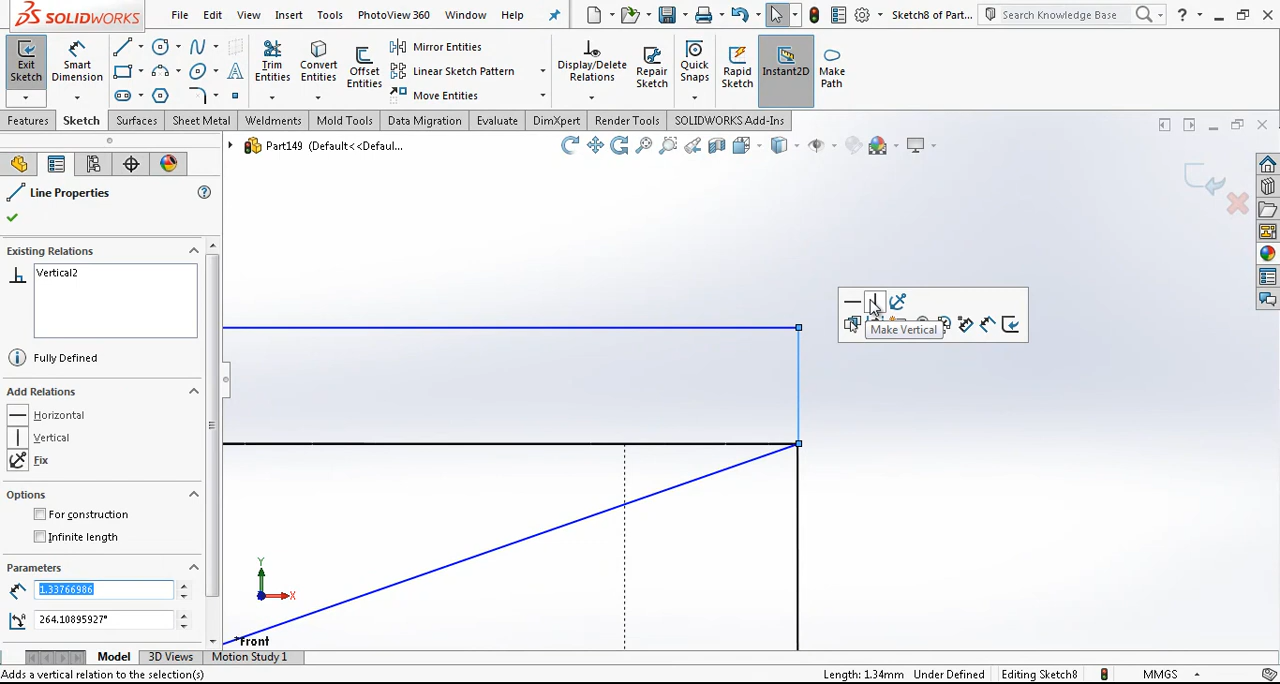 SOLIDWORKS
File Edit View Insert Tools PhotoView 360 Window Help
Sketch8 of Part...
Search Knowledge Base
Exit Sketch
Smart Dimension
Trim Entities
Convert Entities
Offset Entities
Mirror Entities
Linear Sketch Pattern
Move Entities
Display/Delete Relations
Repair Sketch
Quick Snaps
Rapid Sketch
Instant2D
Make Path
Features Sketch Surfaces Sheet Metal Weldments Mold Tools Data Migration Evaluate DimXpert Render Tools SOLIDWORKS Add-Ins
Part149 (Default<<Defaul...
Line Properties
Existing Relations
Vertical2
Fully Defined
Add Relations
Horizontal
Vertical
Fix
Options
For construction
Infinite length
Parameters
1.33766986
264.10895927°
Make Vertical
Y
X
*Front
Model 3D Views Motion Study 1
Adds a vertical relation to the selection(s)
Length: 1.34mm Under Defined Editing Sketch8 MMGS